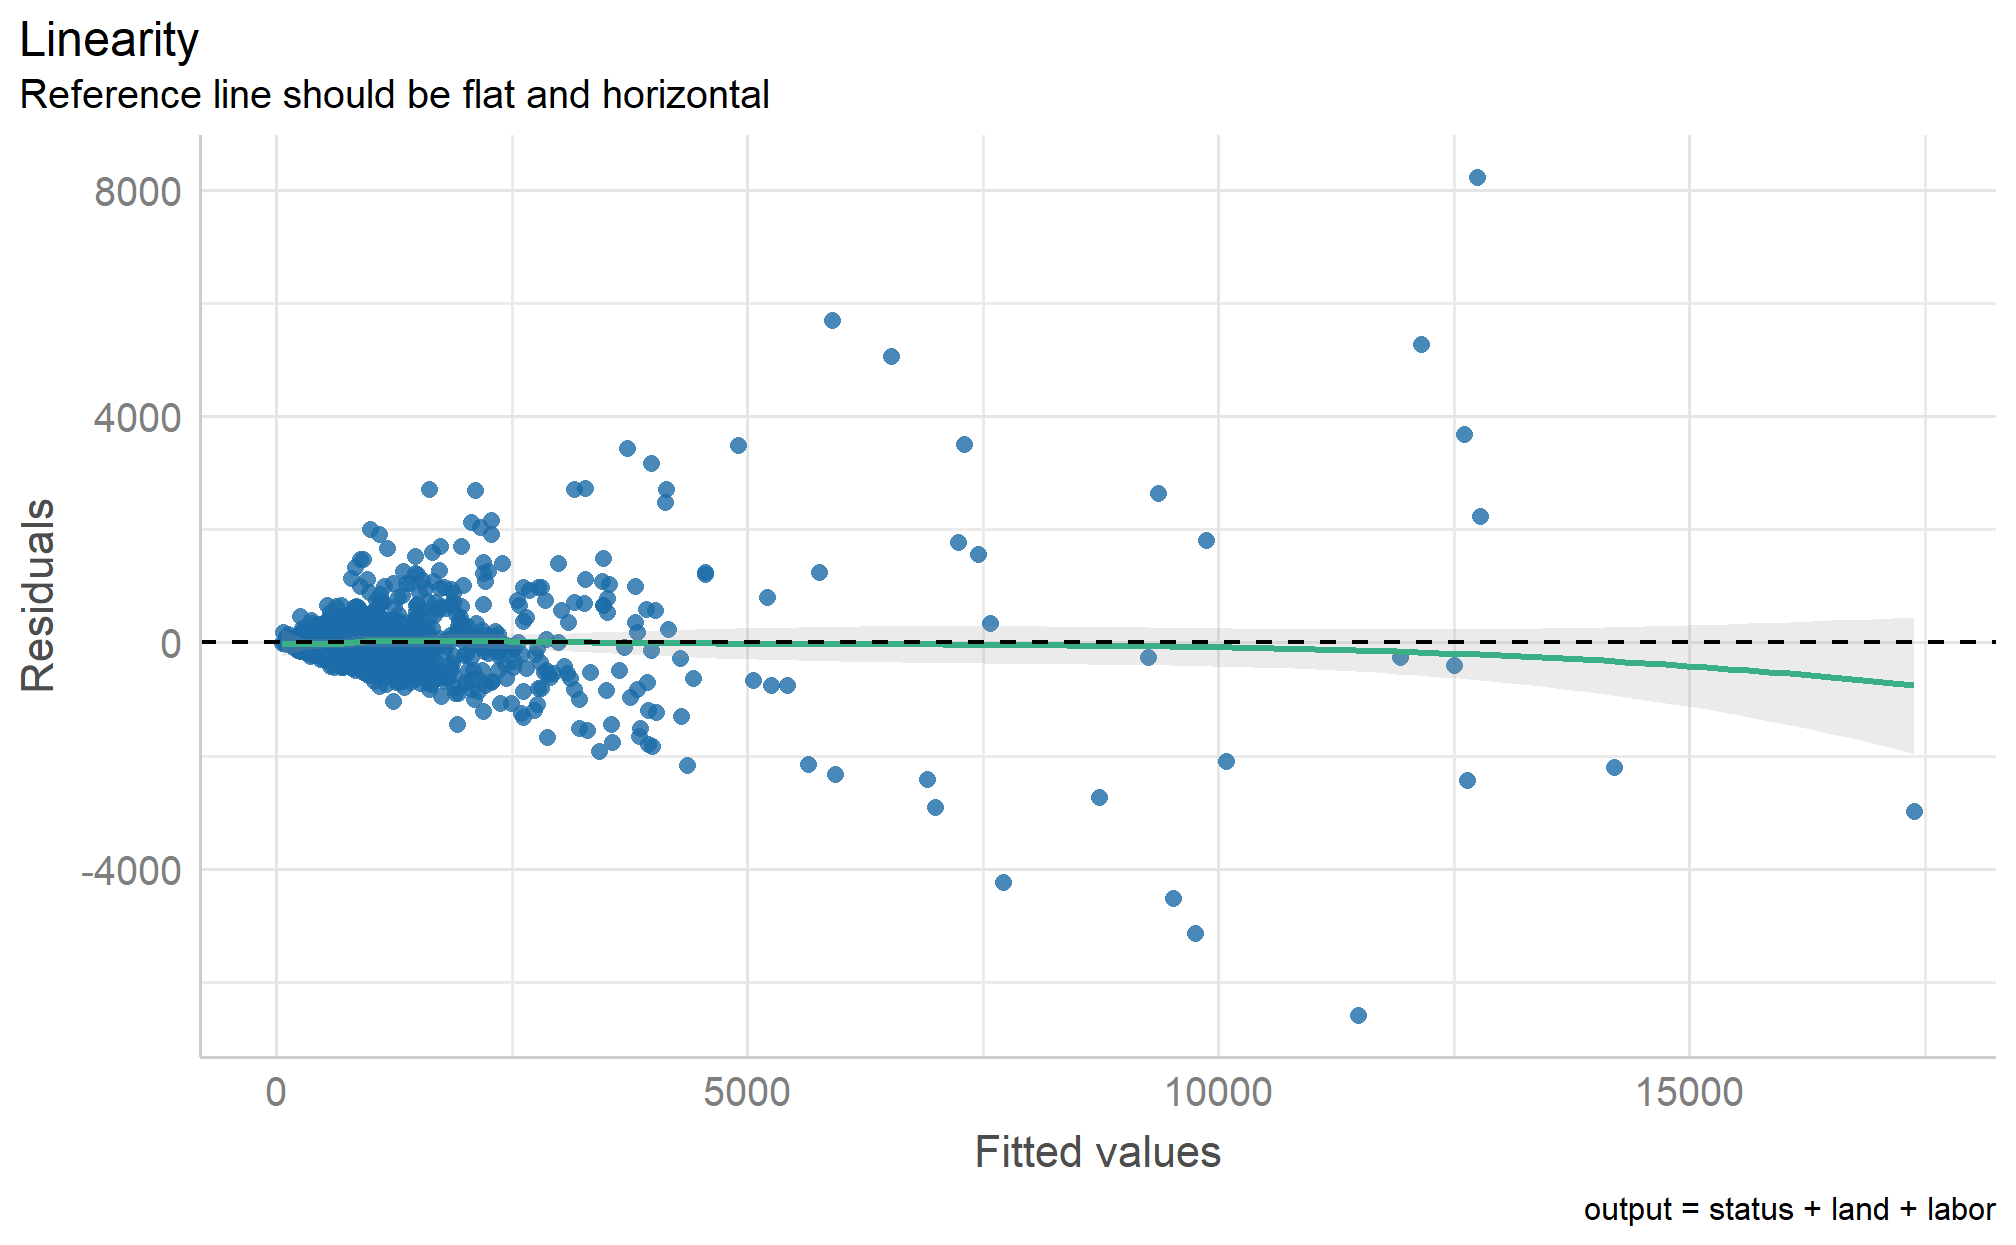 Linearity
Reference line should be flat and horizontal
8000
4000
0
-4000
Residuals
0 5000 10000 15000
Fitted values
output = status + land + labor